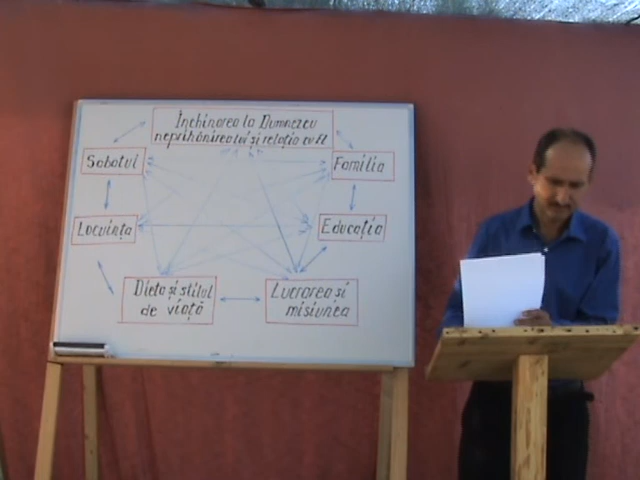 Închinarea la Dumnezeu
neprihănirea Lui și relația cu El
Sabatul
Familia
Locuința
Educația
Dieta și stilul
de viață
Lucrarea și
misiunea